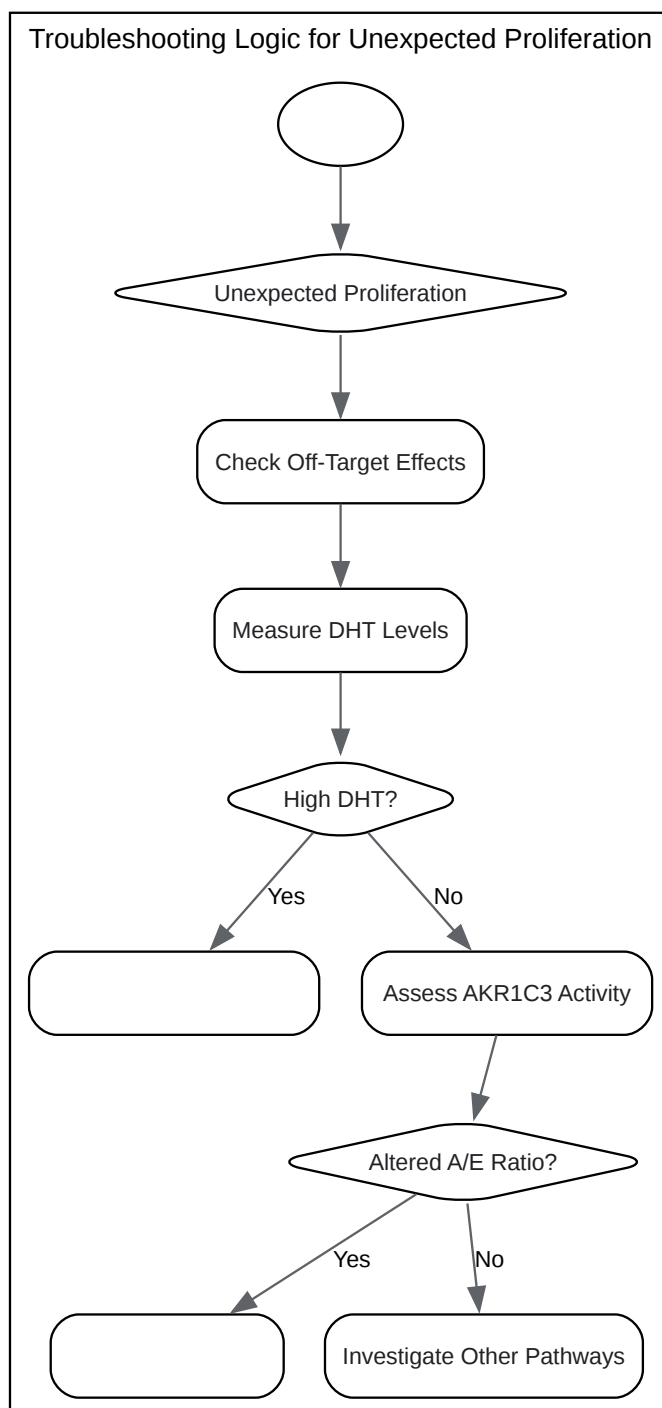 Troubleshooting Logic for Unexpected Proliferation
Unexpected Proliferation
Check Off-Target Effects
Measure DHT Levels
High DHT?
Yes
No
Assess AKR1C3 Activity
Altered A/E Ratio?
Yes
No
Investigate Other Pathways